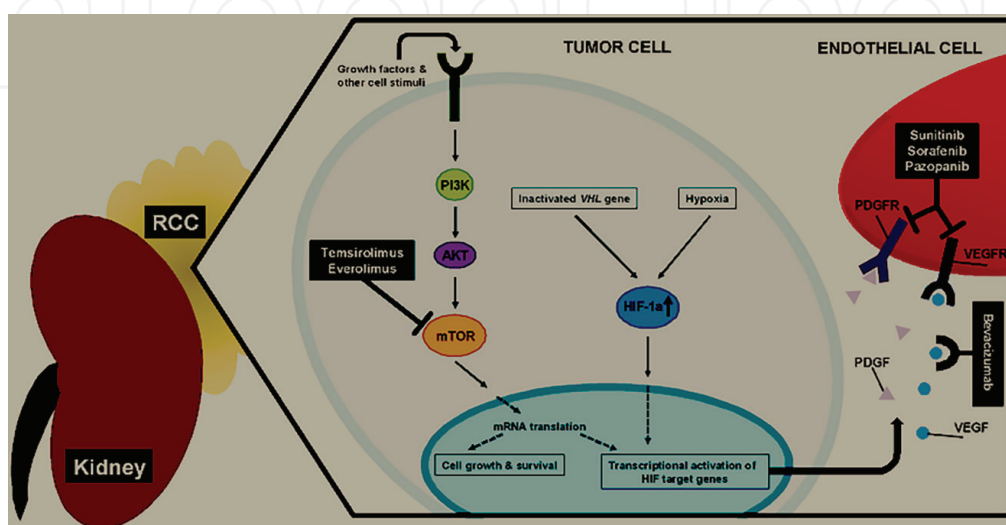 TUMOR CELL
ENDOTHELIAL CELL
Growth factors &
other cell stimuli
Sunitinib
Sorafenib
Pazopanib
PI3K
Inactivated VHL gene
Hypoxia
PDGFR
RCC
AKT
VEGFR
Temsirolimus
Everolimus
HIF-1a
mTOR
Bevacizumab
PDGF
mRNA translation
VEGF
Kidney
Cell growth & survival
Transcriptional activation of
HIF target genes